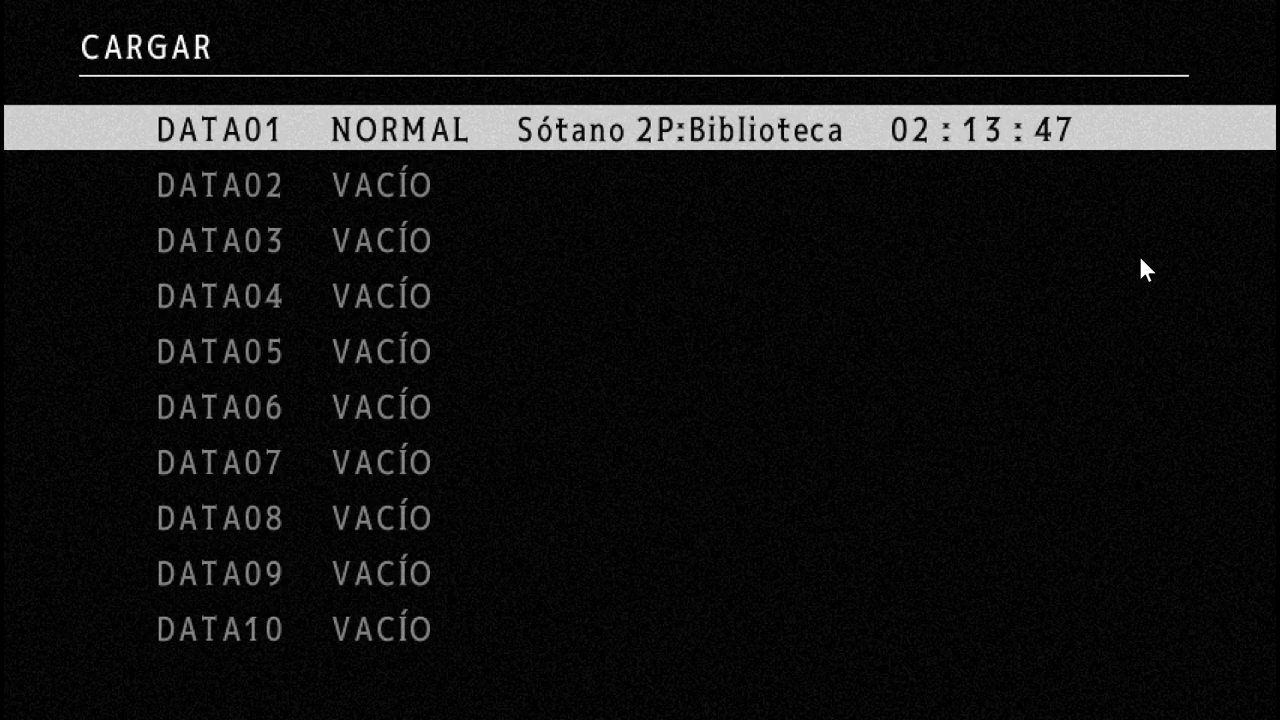 CARGAR
DATA01 NORMAL Sótano 2P:Biblioteca 02:13:47
DATA02 VACÍO
DATA03 VACÍO
DATA04 VACÍO
DATA05 VACÍO
DATA06 VACÍO
DATA07 VACÍO
DATA08 VACÍO
DATA09 VACÍO
DATA10 VACÍO